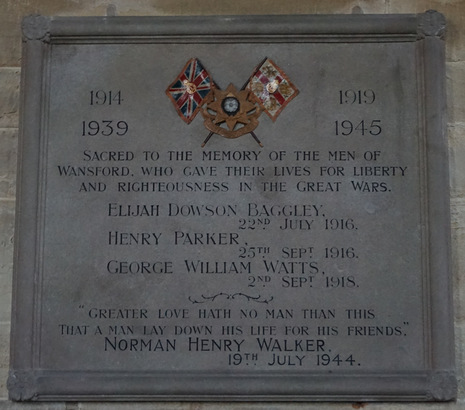 1914 1919
1939 1945
SACRED TO THE MEMORY OF THE MEN OF
WANSFORD, WHO GAVE THEIR LIVES FOR LIBERTY
AND RIGHTEOUSNESS IN THE GREAT WARS.
ELIJAH DOWSON BAGGLEY,
22ND JULY 1916.
HENRY PARKER,
25TH SEPT 1916.
GEORGE WILLIAM WATTS,
2ND SEPT 1918.
"GREATER LOVE HATH NO MAN THAN THIS
THAT A MAN LAY DOWN HIS LIFE FOR HIS FRIENDS."
NORMAN HENRY WALKER,
19TH JULY 1944.